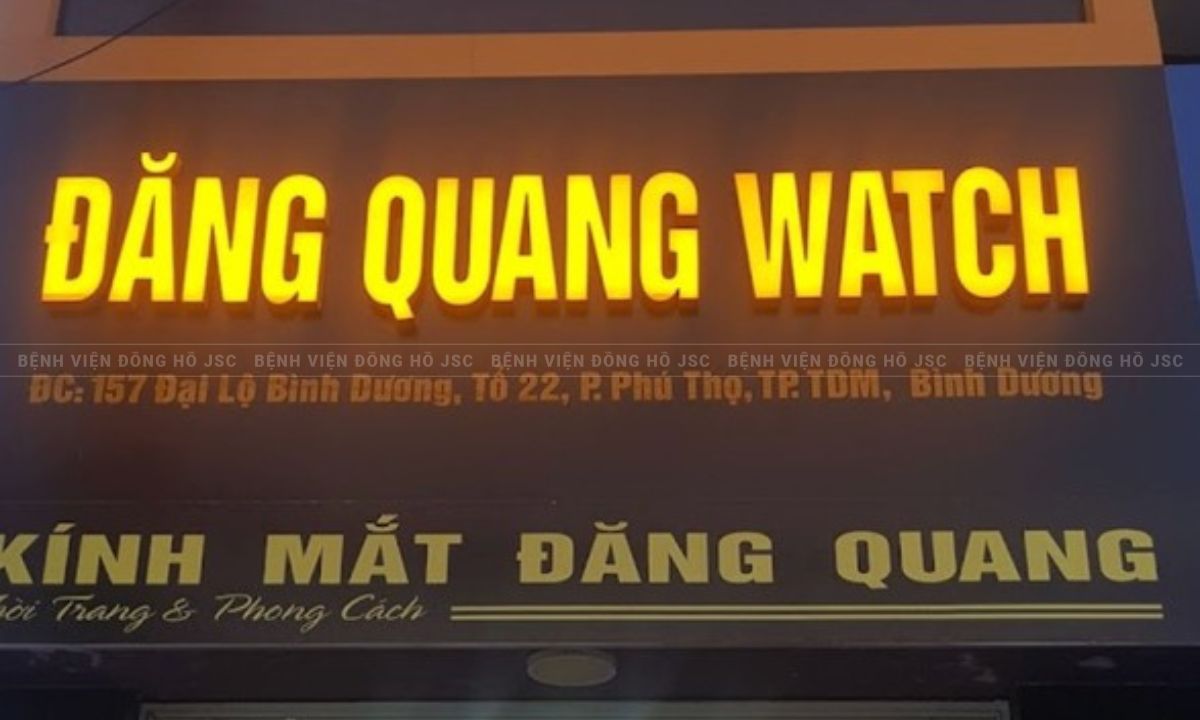 ĐĂNG QUANG WATCH
BỆNH VIỆN ĐỒNG HỒ JSC BỆNH VIỆN ĐỒNG HỒ JSC BỆNH VIỆN ĐỒNG HỒ JSC BỆNH VIỆN ĐỒNG HỒ JSC BỆNH VIỆN ĐỒNG HỒ JSC
ĐC: 157 Đại Lộ Bình Dương, Tổ 22, P. Phú Thọ, TP. TDM, Bình Dương
KÍNH MẮT ĐĂNG QUANG
Trang & Phong Cách